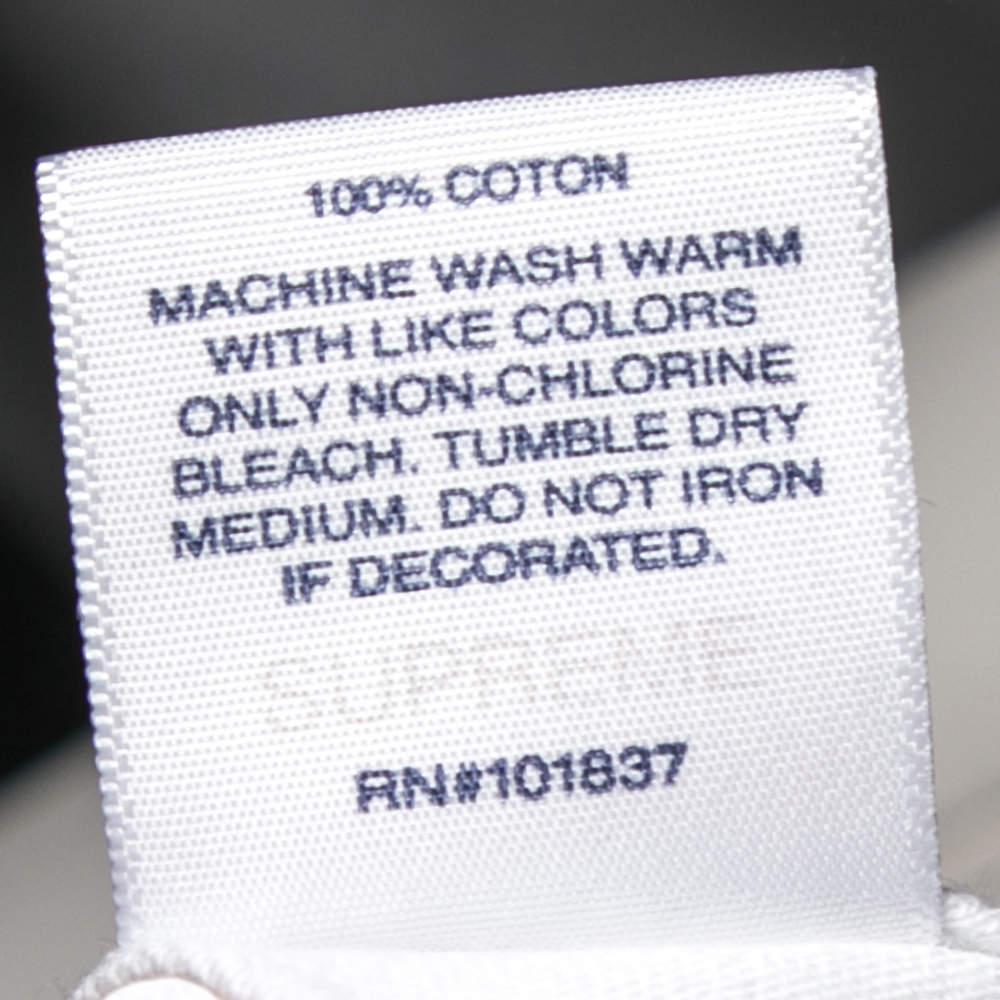 100% COTON
MACHINE WASH WARM
WITH LIKE COLORS
ONLY NON-CHLORINE
BLEACH. TUMBLE DRY
MEDIUM. DO NOT IRON
IF DECORATED.
SUPREME
RN#101837